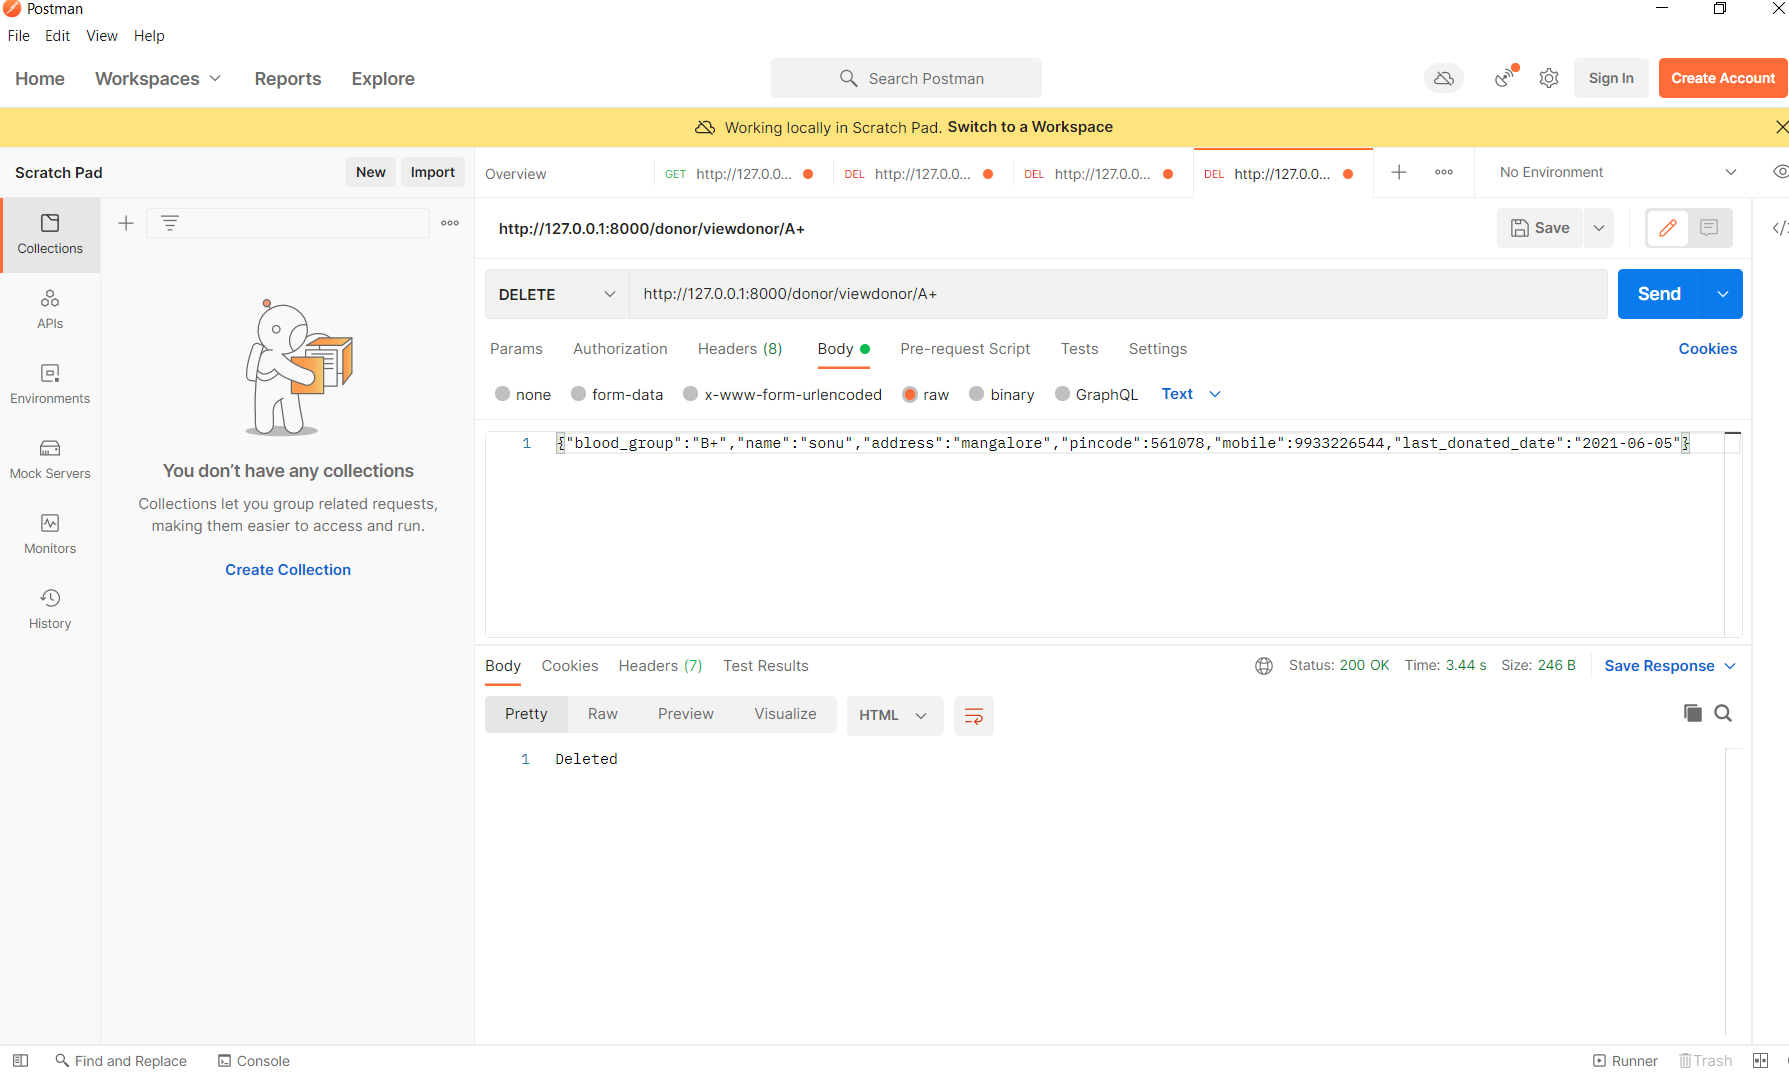 Postman
File Edit View Help
Home Workspaces Reports Explore Search Postman Sign In Create Account
Working locally in Scratch Pad. Switch to a Workspace
Scratch Pad New Import Overview GET http://127.0.0... DEL http://127.0.0... DEL http://127.0.0... DEL http://127.0.0... No Environment
Collections
APIs
Environments
Mock Servers
Monitors
History
You don't have any collections
Collections let you group related requests,
making them easier to access and run.
Create Collection
http://127.0.0.1:8000/donor/viewdonor/A+ Save
DELETE http://127.0.0.1:8000/donor/viewdonor/A+ Send
Params Authorization Headers (8) Body Pre-request Script Tests Settings Cookies
none form-data x-www-form-urlencoded raw binary GraphQL Text
1 {"blood_group":"B+","name":"sonu","address":"mangalore","pincode":561078,"mobile":9933226544,"last_donated_date":"2021-06-05"}
Body Cookies Headers (7) Test Results Status: 200 OK Time: 3.44 s Size: 246 B Save Response
Pretty Raw Preview Visualize HTML
1 Deleted
Find and Replace Console Runner Trash